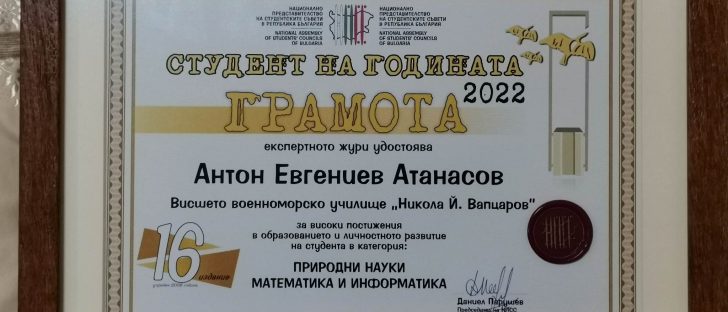 НАЦИОНАЛНО
ПРЕДСТАВИТЕЛСТВО
НА СТУДЕНТСКИТЕ СЪВЕТИ
В РЕПУБЛИКА БЪЛГАРИЯ
NATIONAL ASSEMBLY
OF STUDENTS' COUNCILS
OF BULGARIA
НАЦИОНАЛНО
ПРЕДСТАВИТЕЛСТВО
НА СТУДЕНТСКИТЕ СЪВЕТИ
В РЕПУБЛИКА БЪЛГАРИЯ
NATIONAL ASSEMBLY
OF STUDENTS' COUNCILS
OF BULGARIA
СТУДЕНТ НА ГОДИНАТА
2022
ГРАМОТА
експертното жури удостоява
Антон Евгениев Атанасов
Висшето военноморско училище „Никола Й. Вапцаров"
за високи постижения
в образованието и личностното развитие
на студента в категория:
ПРИРОДНИ НАУКИ
МАТЕМАТИКА И ИНФОРМАТИКА
16
издание
Даниел Парушев